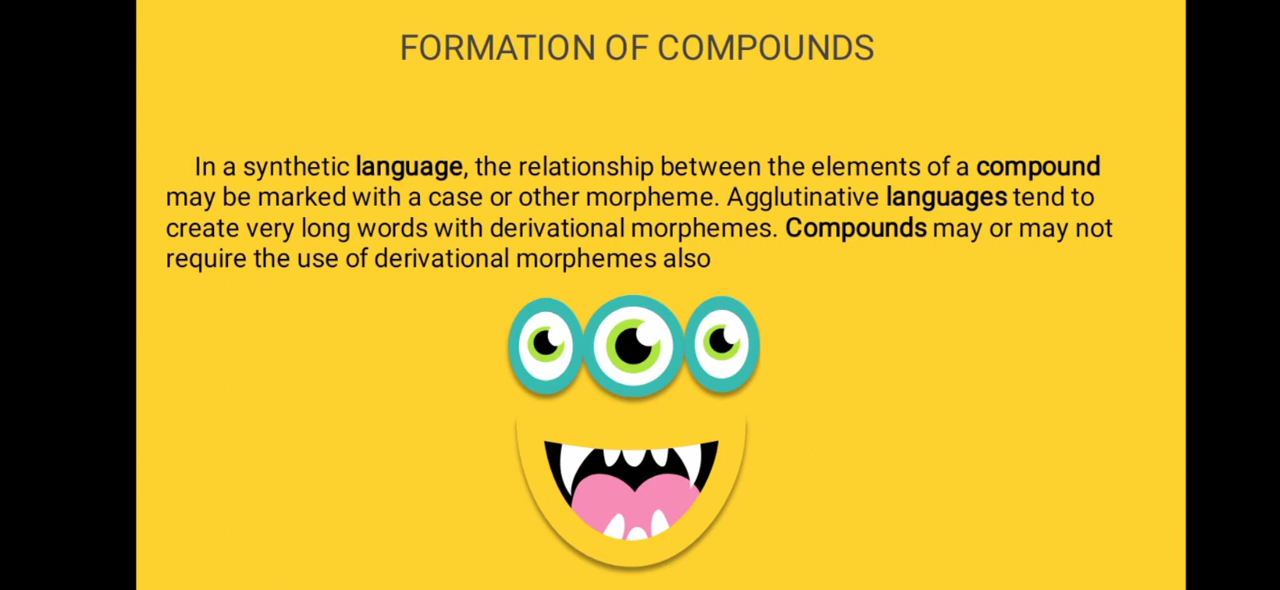 FORMATION OF COMPOUNDS
In a synthetic language, the relationship between the elements of a compound
may be marked with a case or other morpheme. Agglutinative languages tend to
create very long words with derivational morphemes. Compounds may or may not
require the use of derivational morphemes also